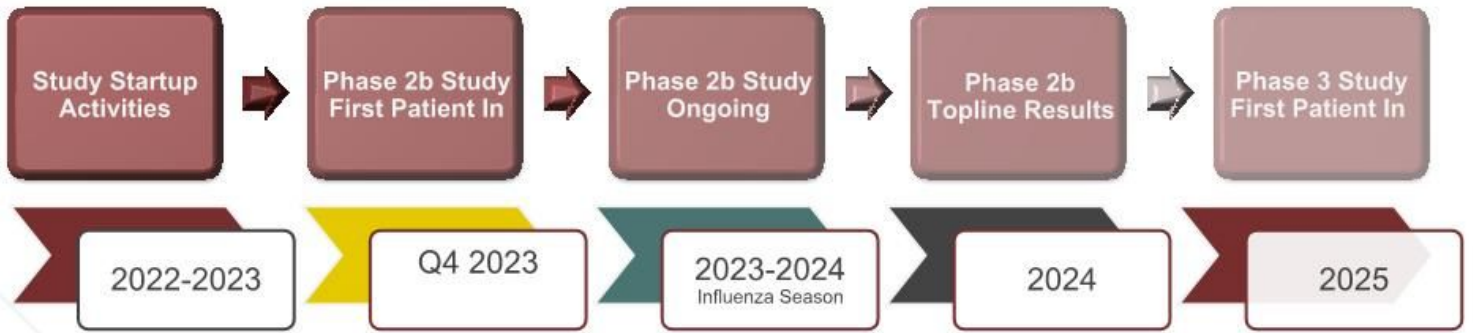 Study Startup
Activities
Phase 2b Study
First Patient In
Phase 2b Study
Ongoing
Phase 2b
Topline Results
Phase 3 Study
First Patient In
2022-2023
Q4 2023
2023-2024
Influenza Season
2024
2025